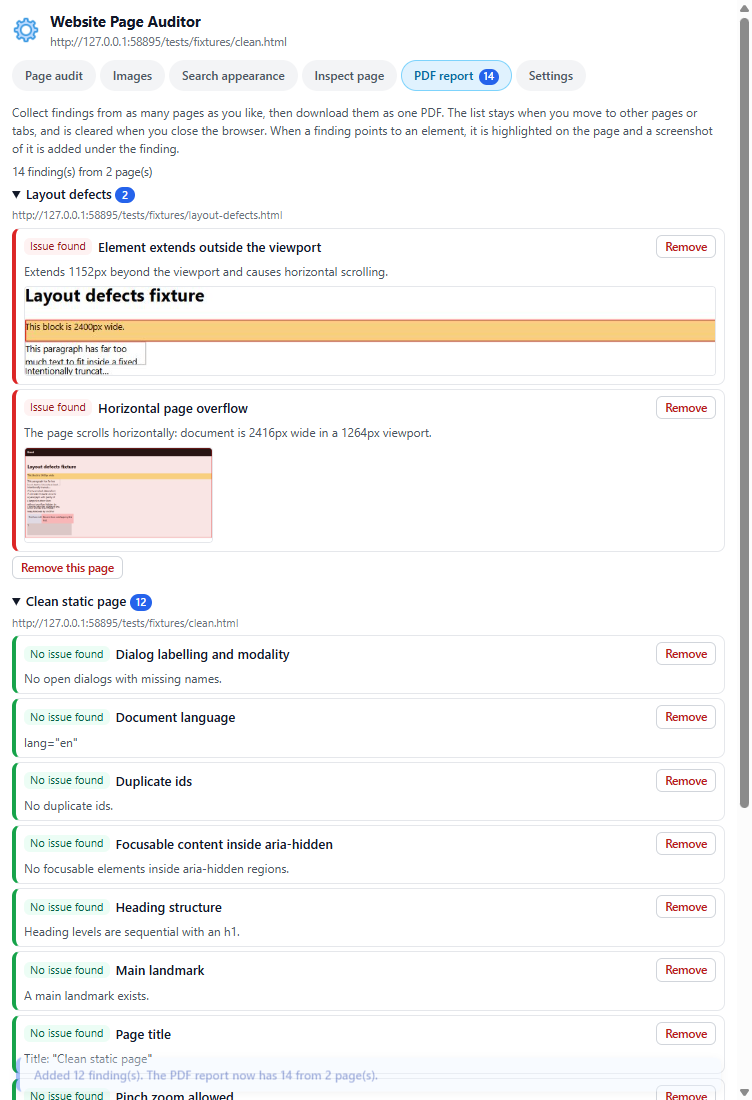 Website Page Auditor
http://127.0.0.1:58895/tests/fixtures/clean.html
Page audit
Images
Search appearance
Inspect page
PDF report 14
Settings
Collect findings from as many pages as you like, then download them as one PDF. The list stays when you move to other pages or
tabs, and is cleared when you close the browser. When a finding points to an element, it is highlighted on the page and a screenshot
of it is added under the finding.
14 finding(s) from 2 page(s)
▼ Layout defects 2
http://127.0.0.1:58895/tests/fixtures/layout-defects.html
Issue found Element extends outside the viewport Remove
Extends 1152px beyond the viewport and causes horizontal scrolling.
Layout defects fixture
This block is 2400px wide.
This paragraph has far too
much text to fit inside a fixed
Intentionally truncat...
Issue found Horizontal page overflow Remove
The page scrolls horizontally: document is 2416px wide in a 1264px viewport.
Layout defects fixture
Remove this page
▼ Clean static page 12
http://127.0.0.1:58895/tests/fixtures/clean.html
No issue found Dialog labelling and modality Remove
No open dialogs with missing names.
No issue found Document language Remove
lang="en"
No issue found Duplicate ids Remove
No duplicate ids.
No issue found Focusable content inside aria-hidden Remove
No focusable elements inside aria-hidden regions.
No issue found Heading structure Remove
Heading levels are sequential with an h1.
No issue found Main landmark Remove
A main landmark exists.
No issue found Page title Remove
Title: "Clean static page"
Added 12 finding(s). The PDF report now has 14 from 2 page(s).
No issue found Pinch zoom allowed Remove